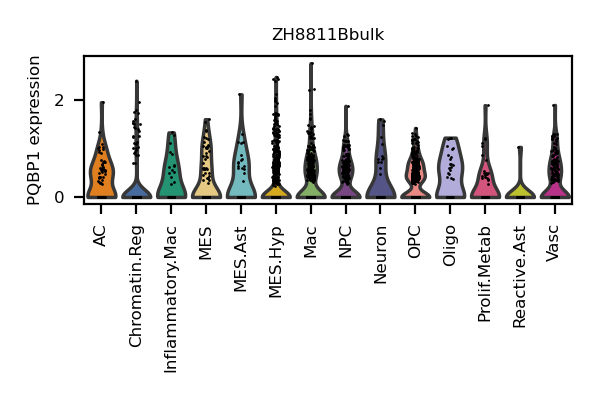 ZH8811Bbulk
PQBP1 expression
2
0
AC
Chromatin.Reg
Inflammatory.Mac
MES
MES.Ast
MES.Hyp
Mac
NPC
Neuron
OPC
Oligo
Prolif.Metab
Reactive.Ast
Vasc